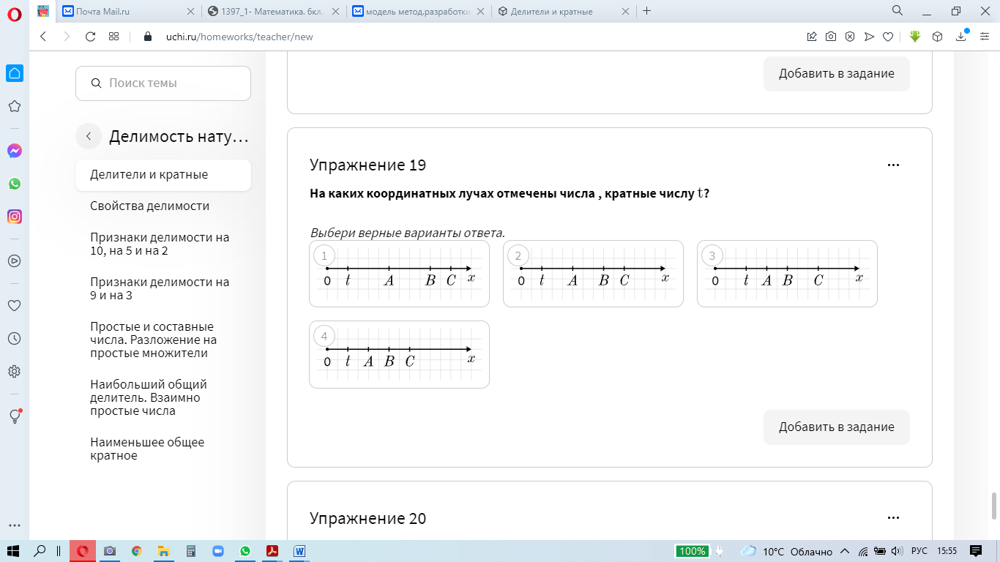 Почта Mail.ru
1397_1- Математика. 6кл.
модель метод.разработки
Делители и кратные
uchi.ru/homeworks/teacher/new
Поиск темы
Делимость нату...
Делители и кратные
Свойства делимости
Признаки делимости на
10, на 5 и на 2
Признаки делимости на
9 и на 3
Простые и составные
числа. Разложение на
простые множители
Наибольший общий
делитель. Взаимно
простые числа
Наименьшее общее
кратное
Добавить в задание
Упражнение 19
На каких координатных лучах отмечены числа , кратные числу t?
Выбери верные варианты ответа.
1
0 t A B C x
2
0 t A B C x
3
0 t A B C x
4
0 t A B C x
Добавить в задание
Упражнение 20
100%
10°C Облачно
РУС
15:55